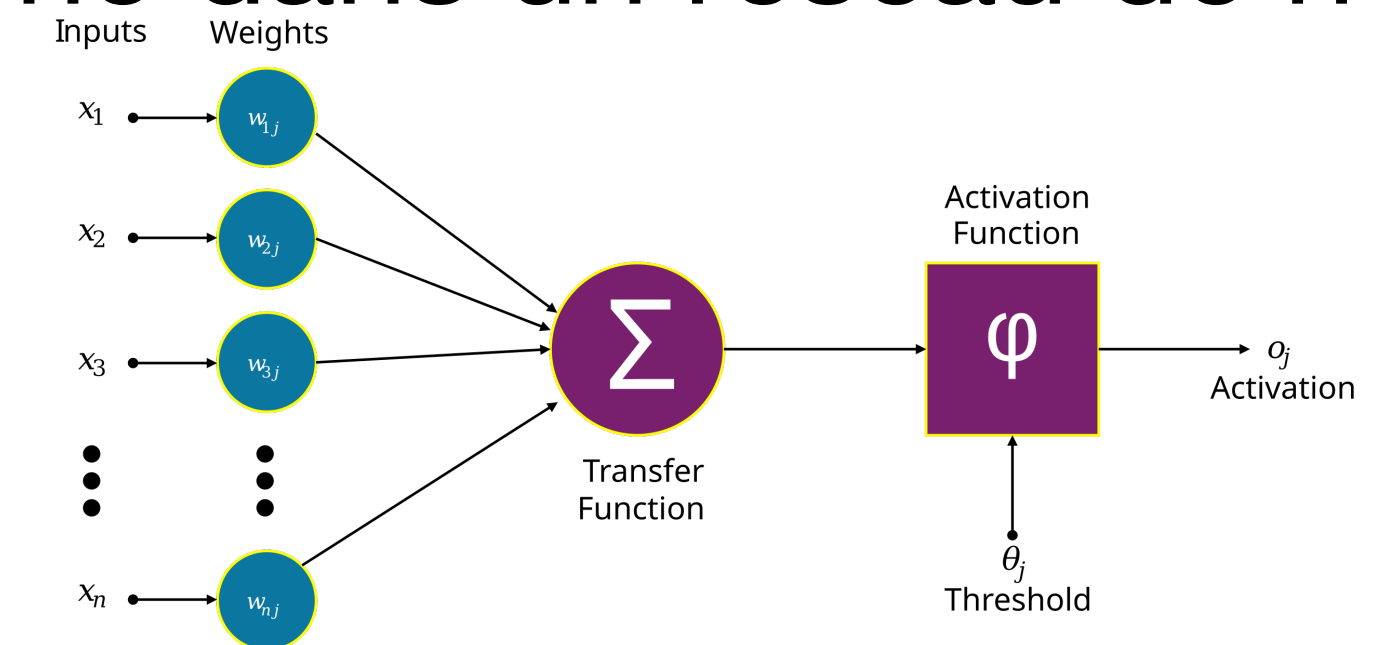 Inputs Weights
x1 w1j
x2 w2j
x3 w3j
xn wnj
Σ
Transfer
Function
Activation
Function
φ
oj
Activation
θj
Threshold